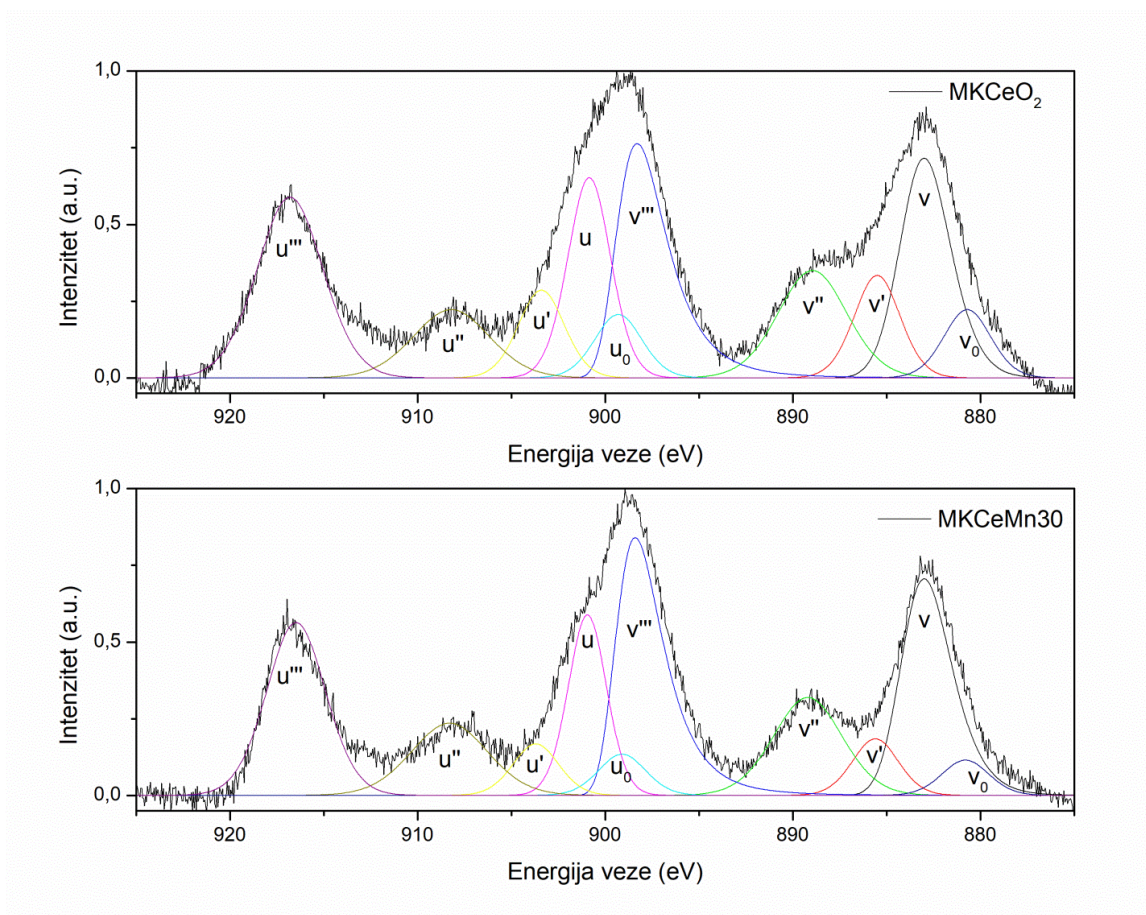 1,0
MKCeO₂
Intenzitet (a.u.)
0,5
0,0
u'''
u''
u'
u
u₀
v'''
v''
v'
v
v₀
920
910
900
890
880
Energija veze (eV)
1,0
MKCeMn30
Intenzitet (a.u.)
0,5
0,0
u'''
u''
u'
u
u₀
v'''
v''
v'
v
v₀
920
910
900
890
880
Energija veze (eV)